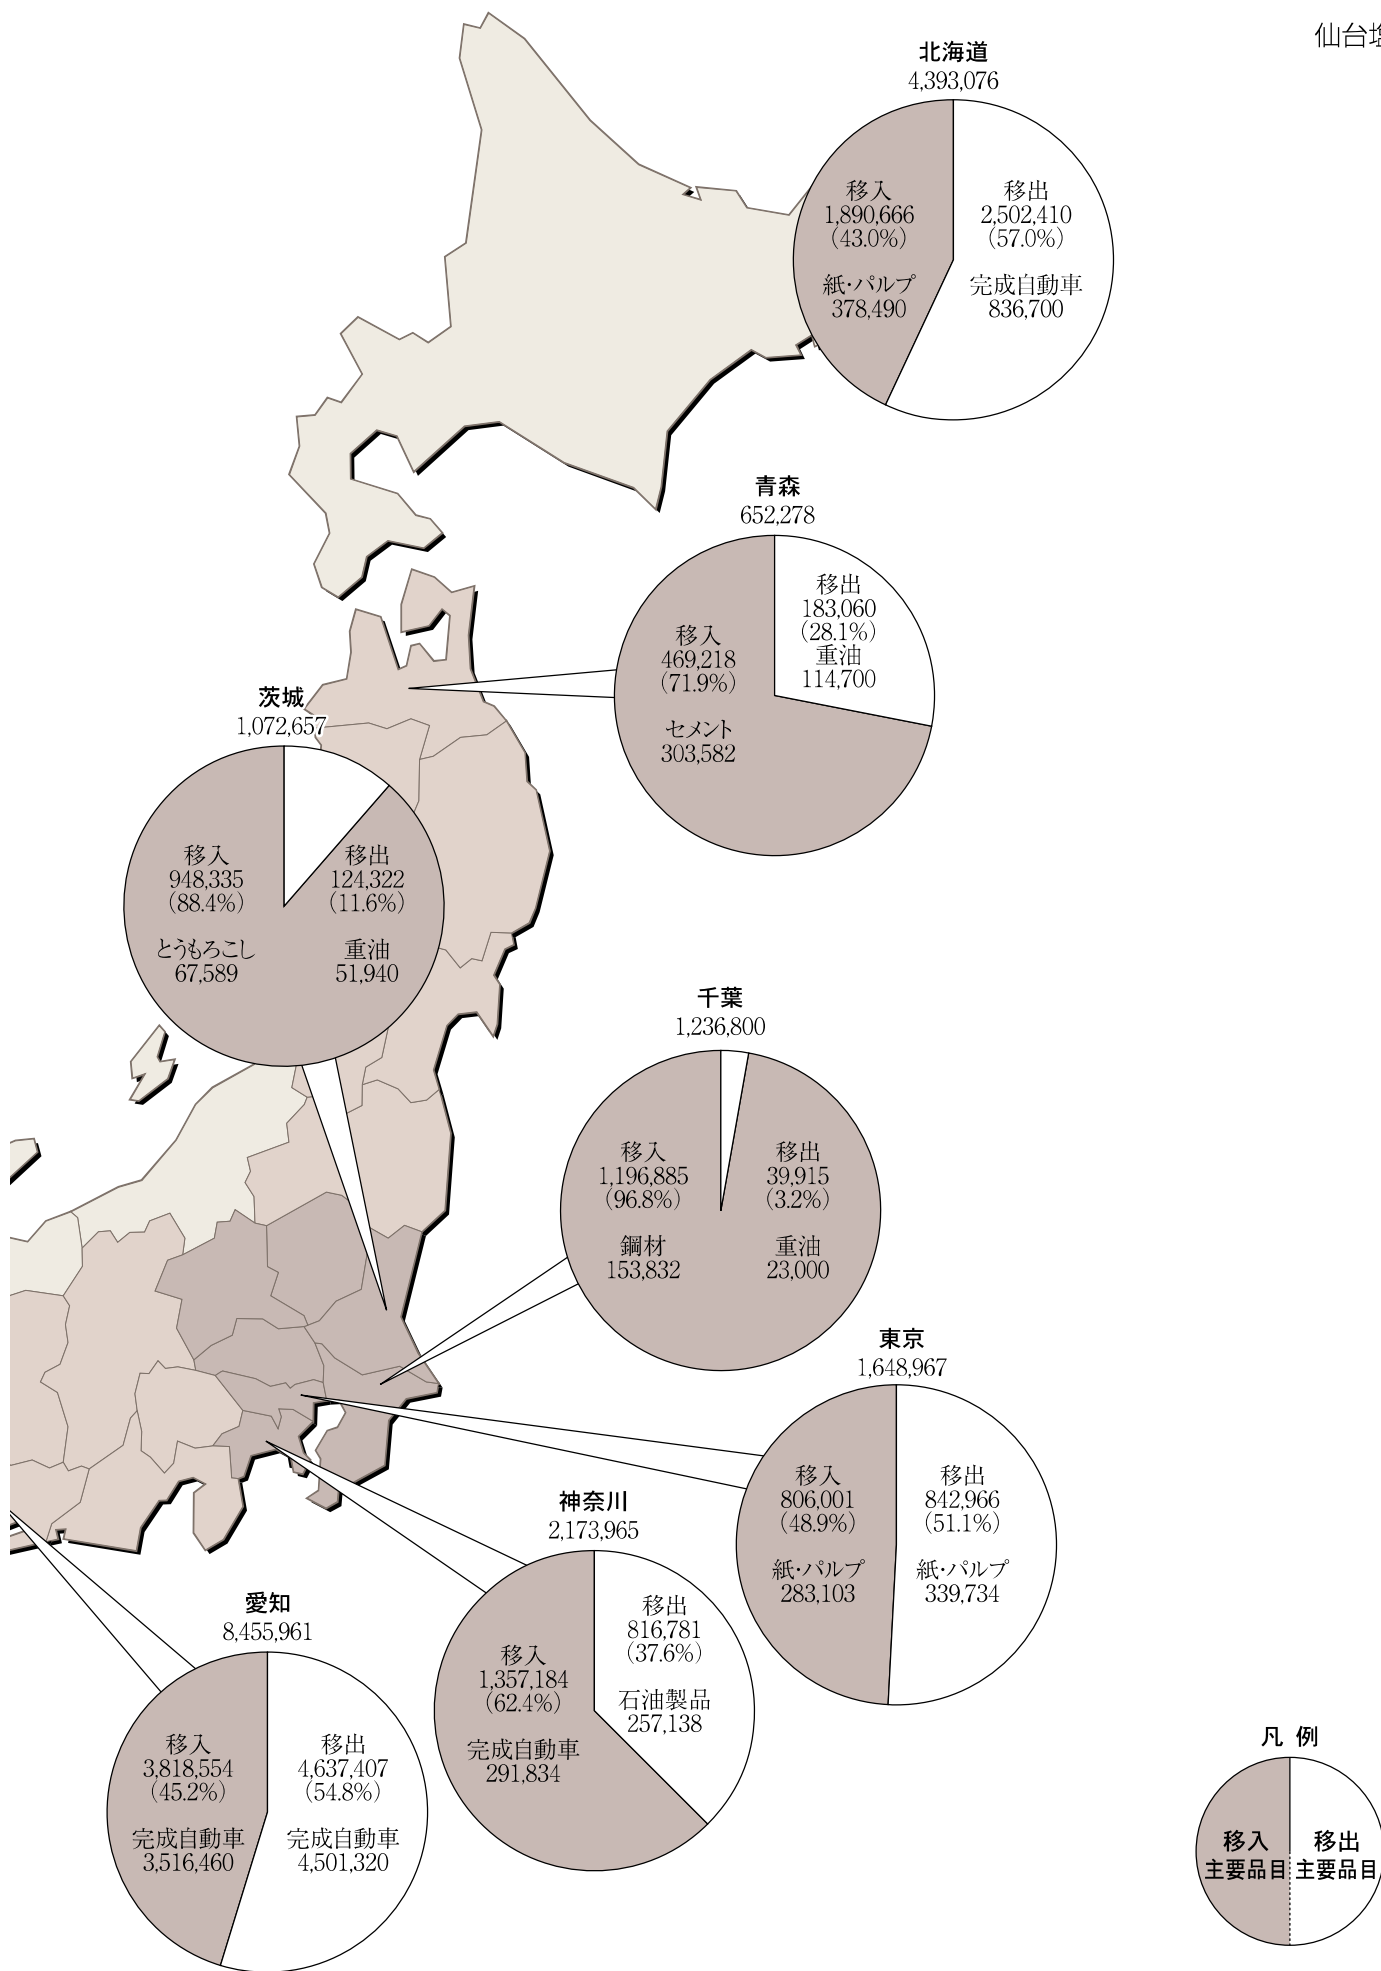 仙台塩
北海道
4,393,076
移入
1,890,666
(43.0%)
紙・パルプ
378,490
移出
2,502,410
(57.0%)
完成自動車
836,700
青森
652,278
移出
183,060
(28.1%)
重油
114,700
移入
469,218
(71.9%)
セメント
303,582
茨城
1,072,657
移入
948,335
(88.4%)
とうもろこし
67,589
移出
124,322
(11.6%)
重油
51,940
千葉
1,236,800
移入
1,196,885
(96.8%)
鋼材
153,832
移出
39,915
(3.2%)
重油
23,000
東京
1,648,967
移入
806,001
(48.9%)
紙・パルプ
283,103
移出
842,966
(51.1%)
紙・パルプ
339,734
神奈川
2,173,965
移入
1,357,184
(62.4%)
完成自動車
291,834
移出
816,781
(37.6%)
石油製品
257,138
愛知
8,455,961
移入
3,818,554
(45.2%)
完成自動車
3,516,460
移出
4,637,407
(54.8%)
完成自動車
4,501,320
凡 例
移入
主要品目
移出
主要品目